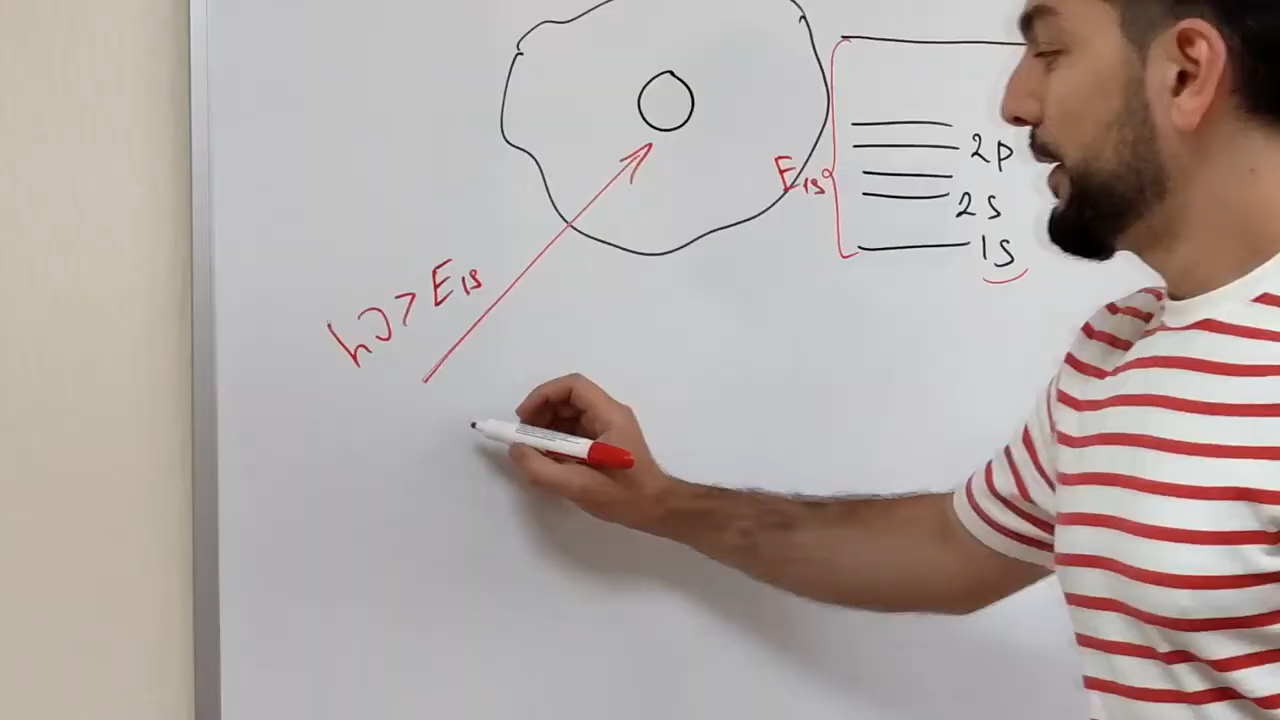 2p
E1s
2s
1s
hν > E1s